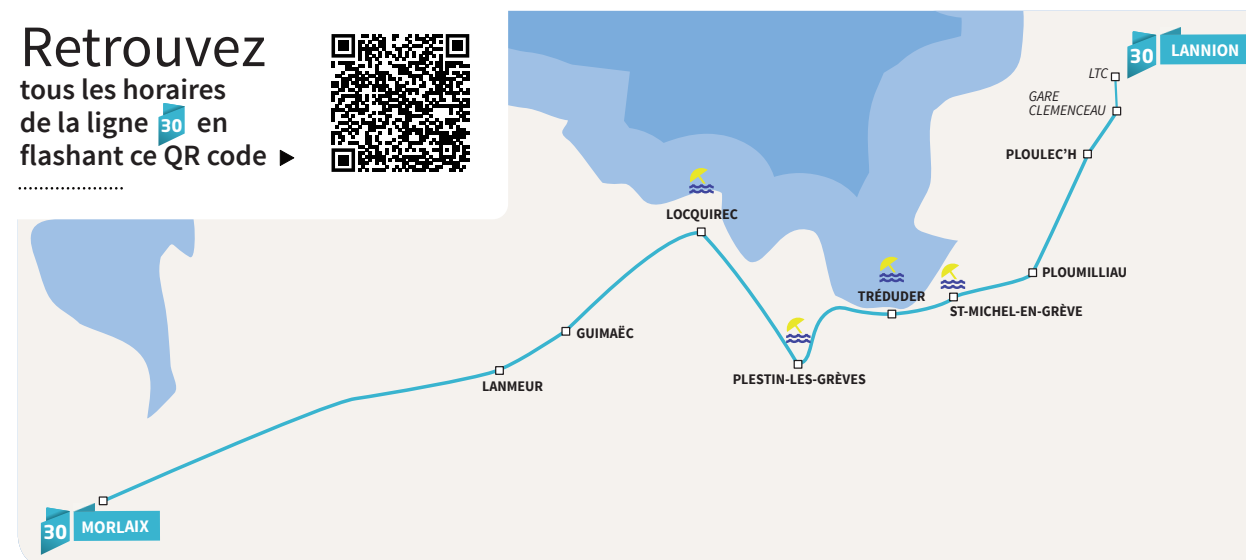 Retrouvez
tous les horaires
de la ligne 30 en
flashant ce QR code
30 LANNION
LTC
GARE
CLEMENCEAU
PLOULEC'H
LOCQUIREC
PLOUMILLIAU
TRÉDUDER
ST-MICHEL-EN-GRÈVE
GUIMAËC
PLESTIN-LES-GRÈVES
LANMEUR
30 MORLAIX